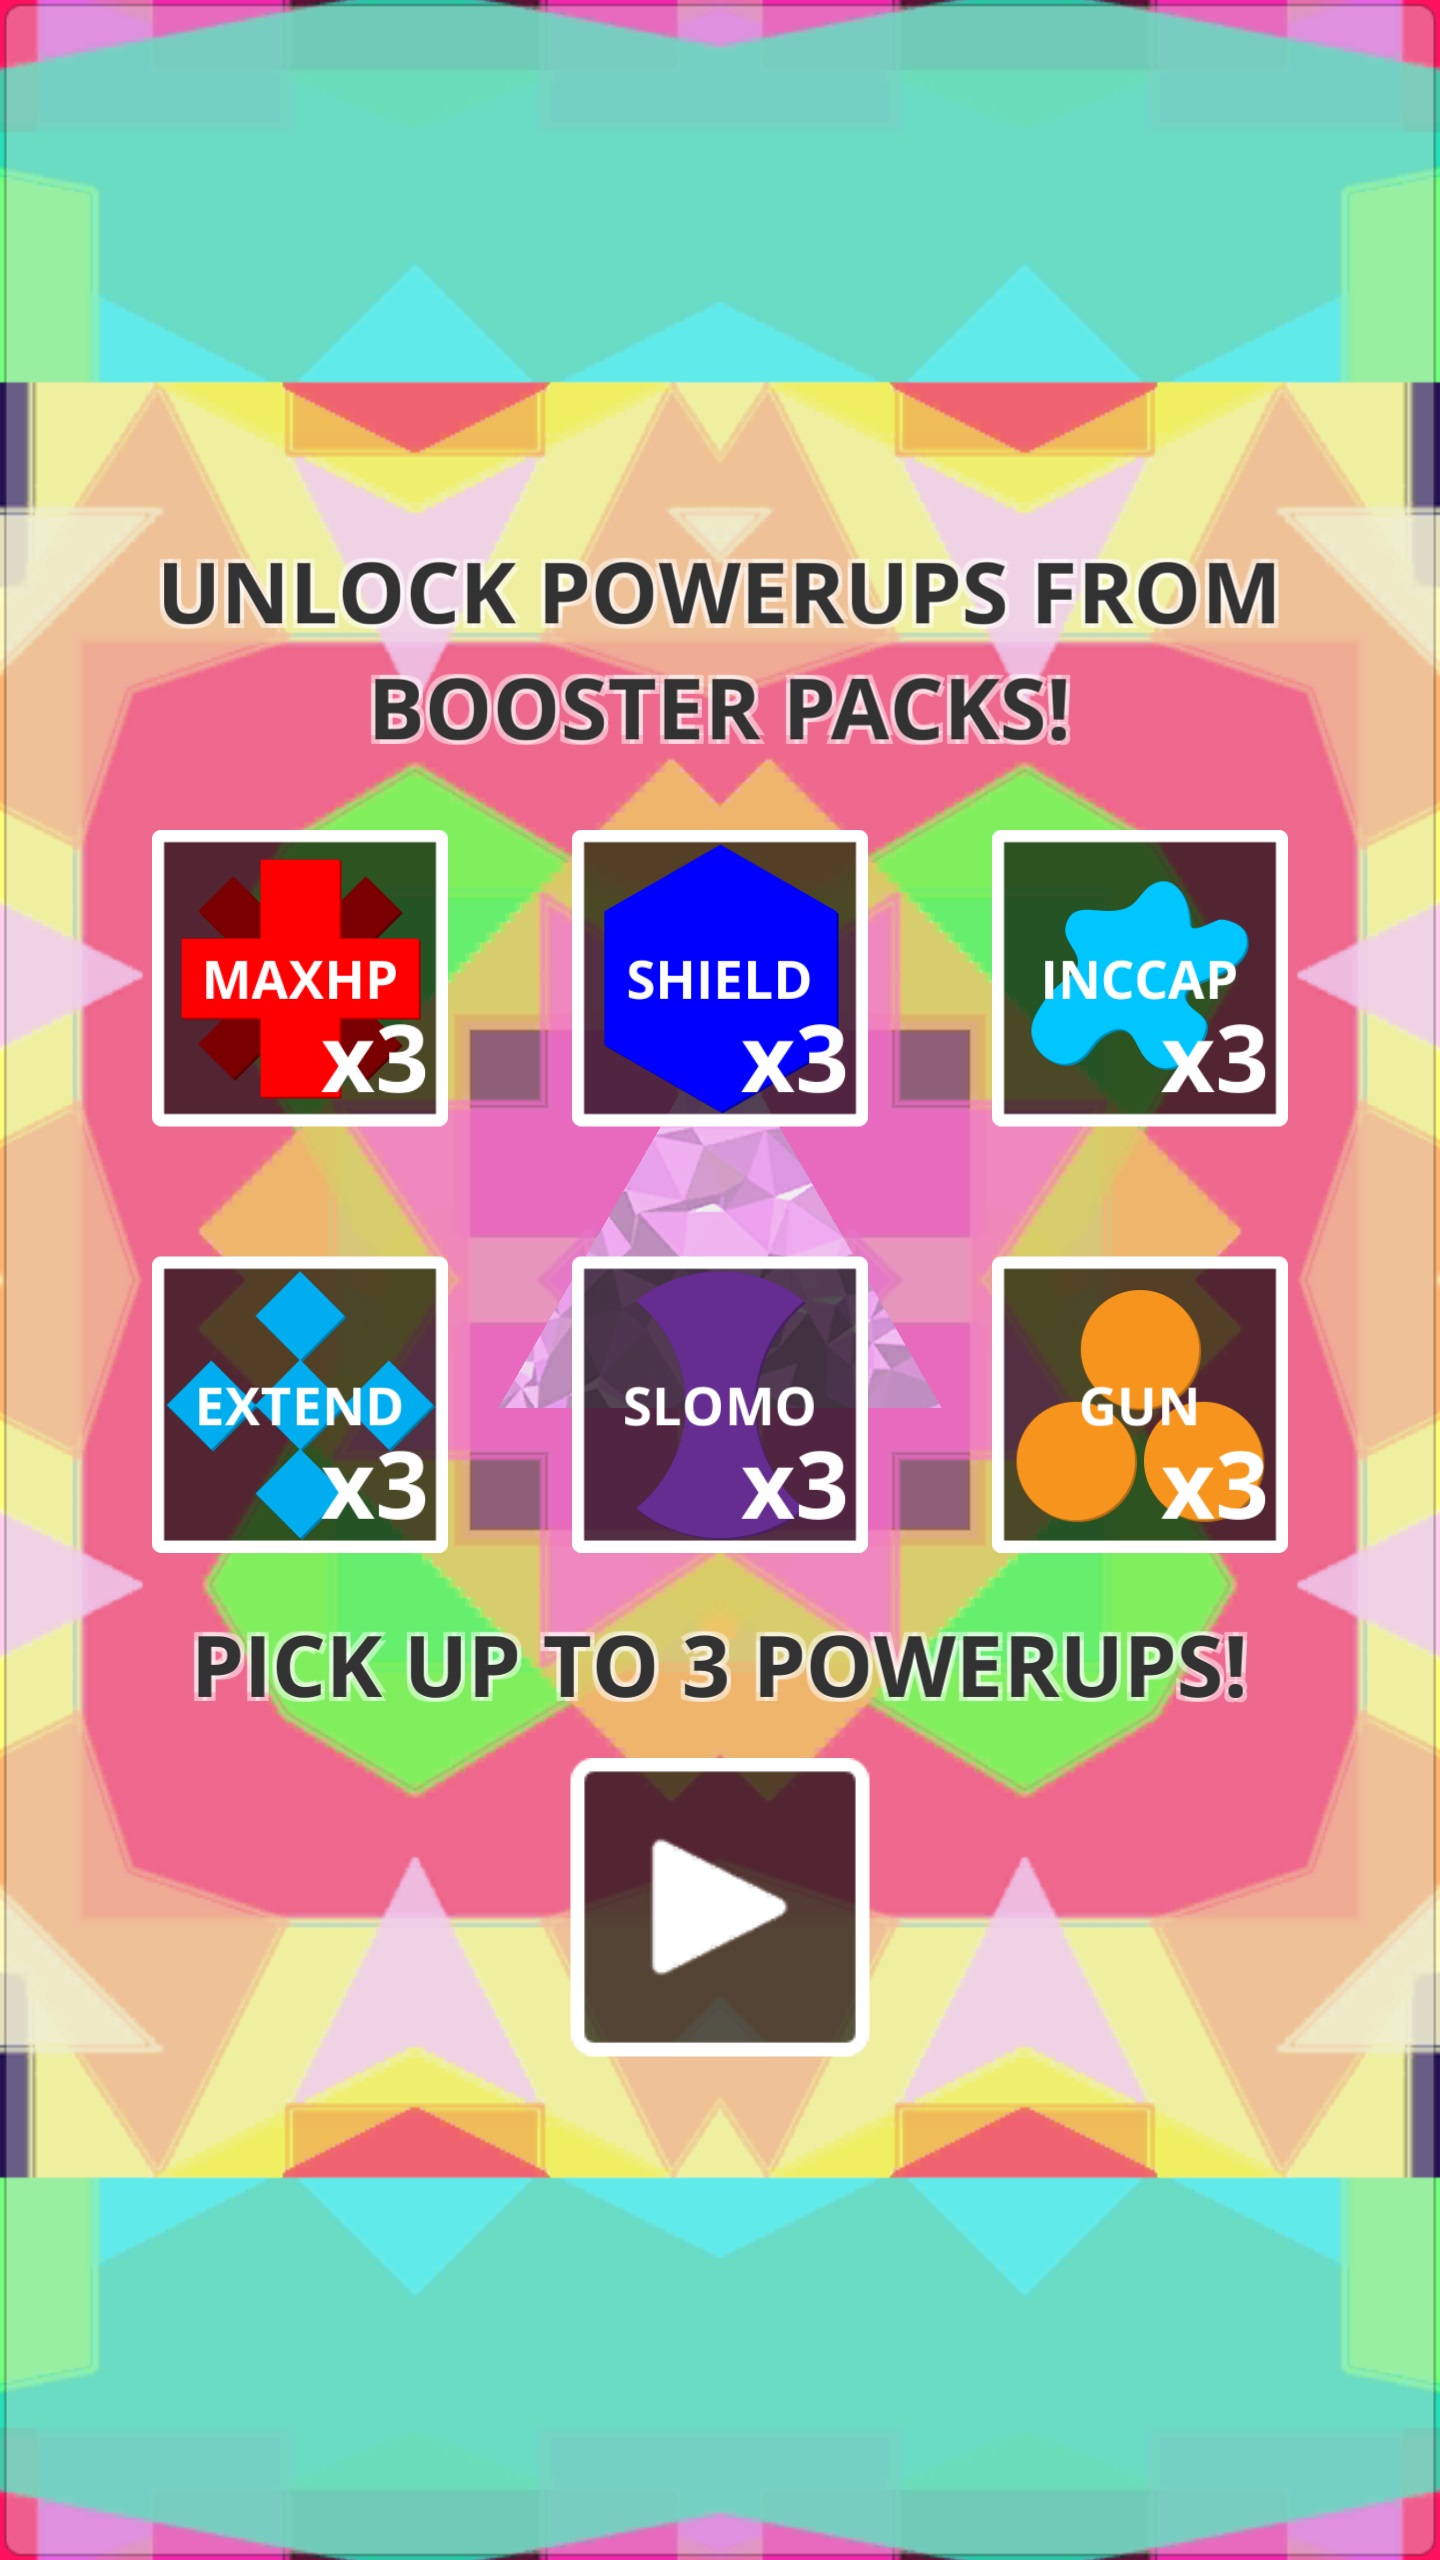 UNLOCK POWERUPS FROM
BOOSTER PACKS!
MAXHP
x3
SHIELD
x3
INCCAP
x3
EXTEND
x3
SLOMO
x3
GUN
x3
PICK UP TO 3 POWERUPS!